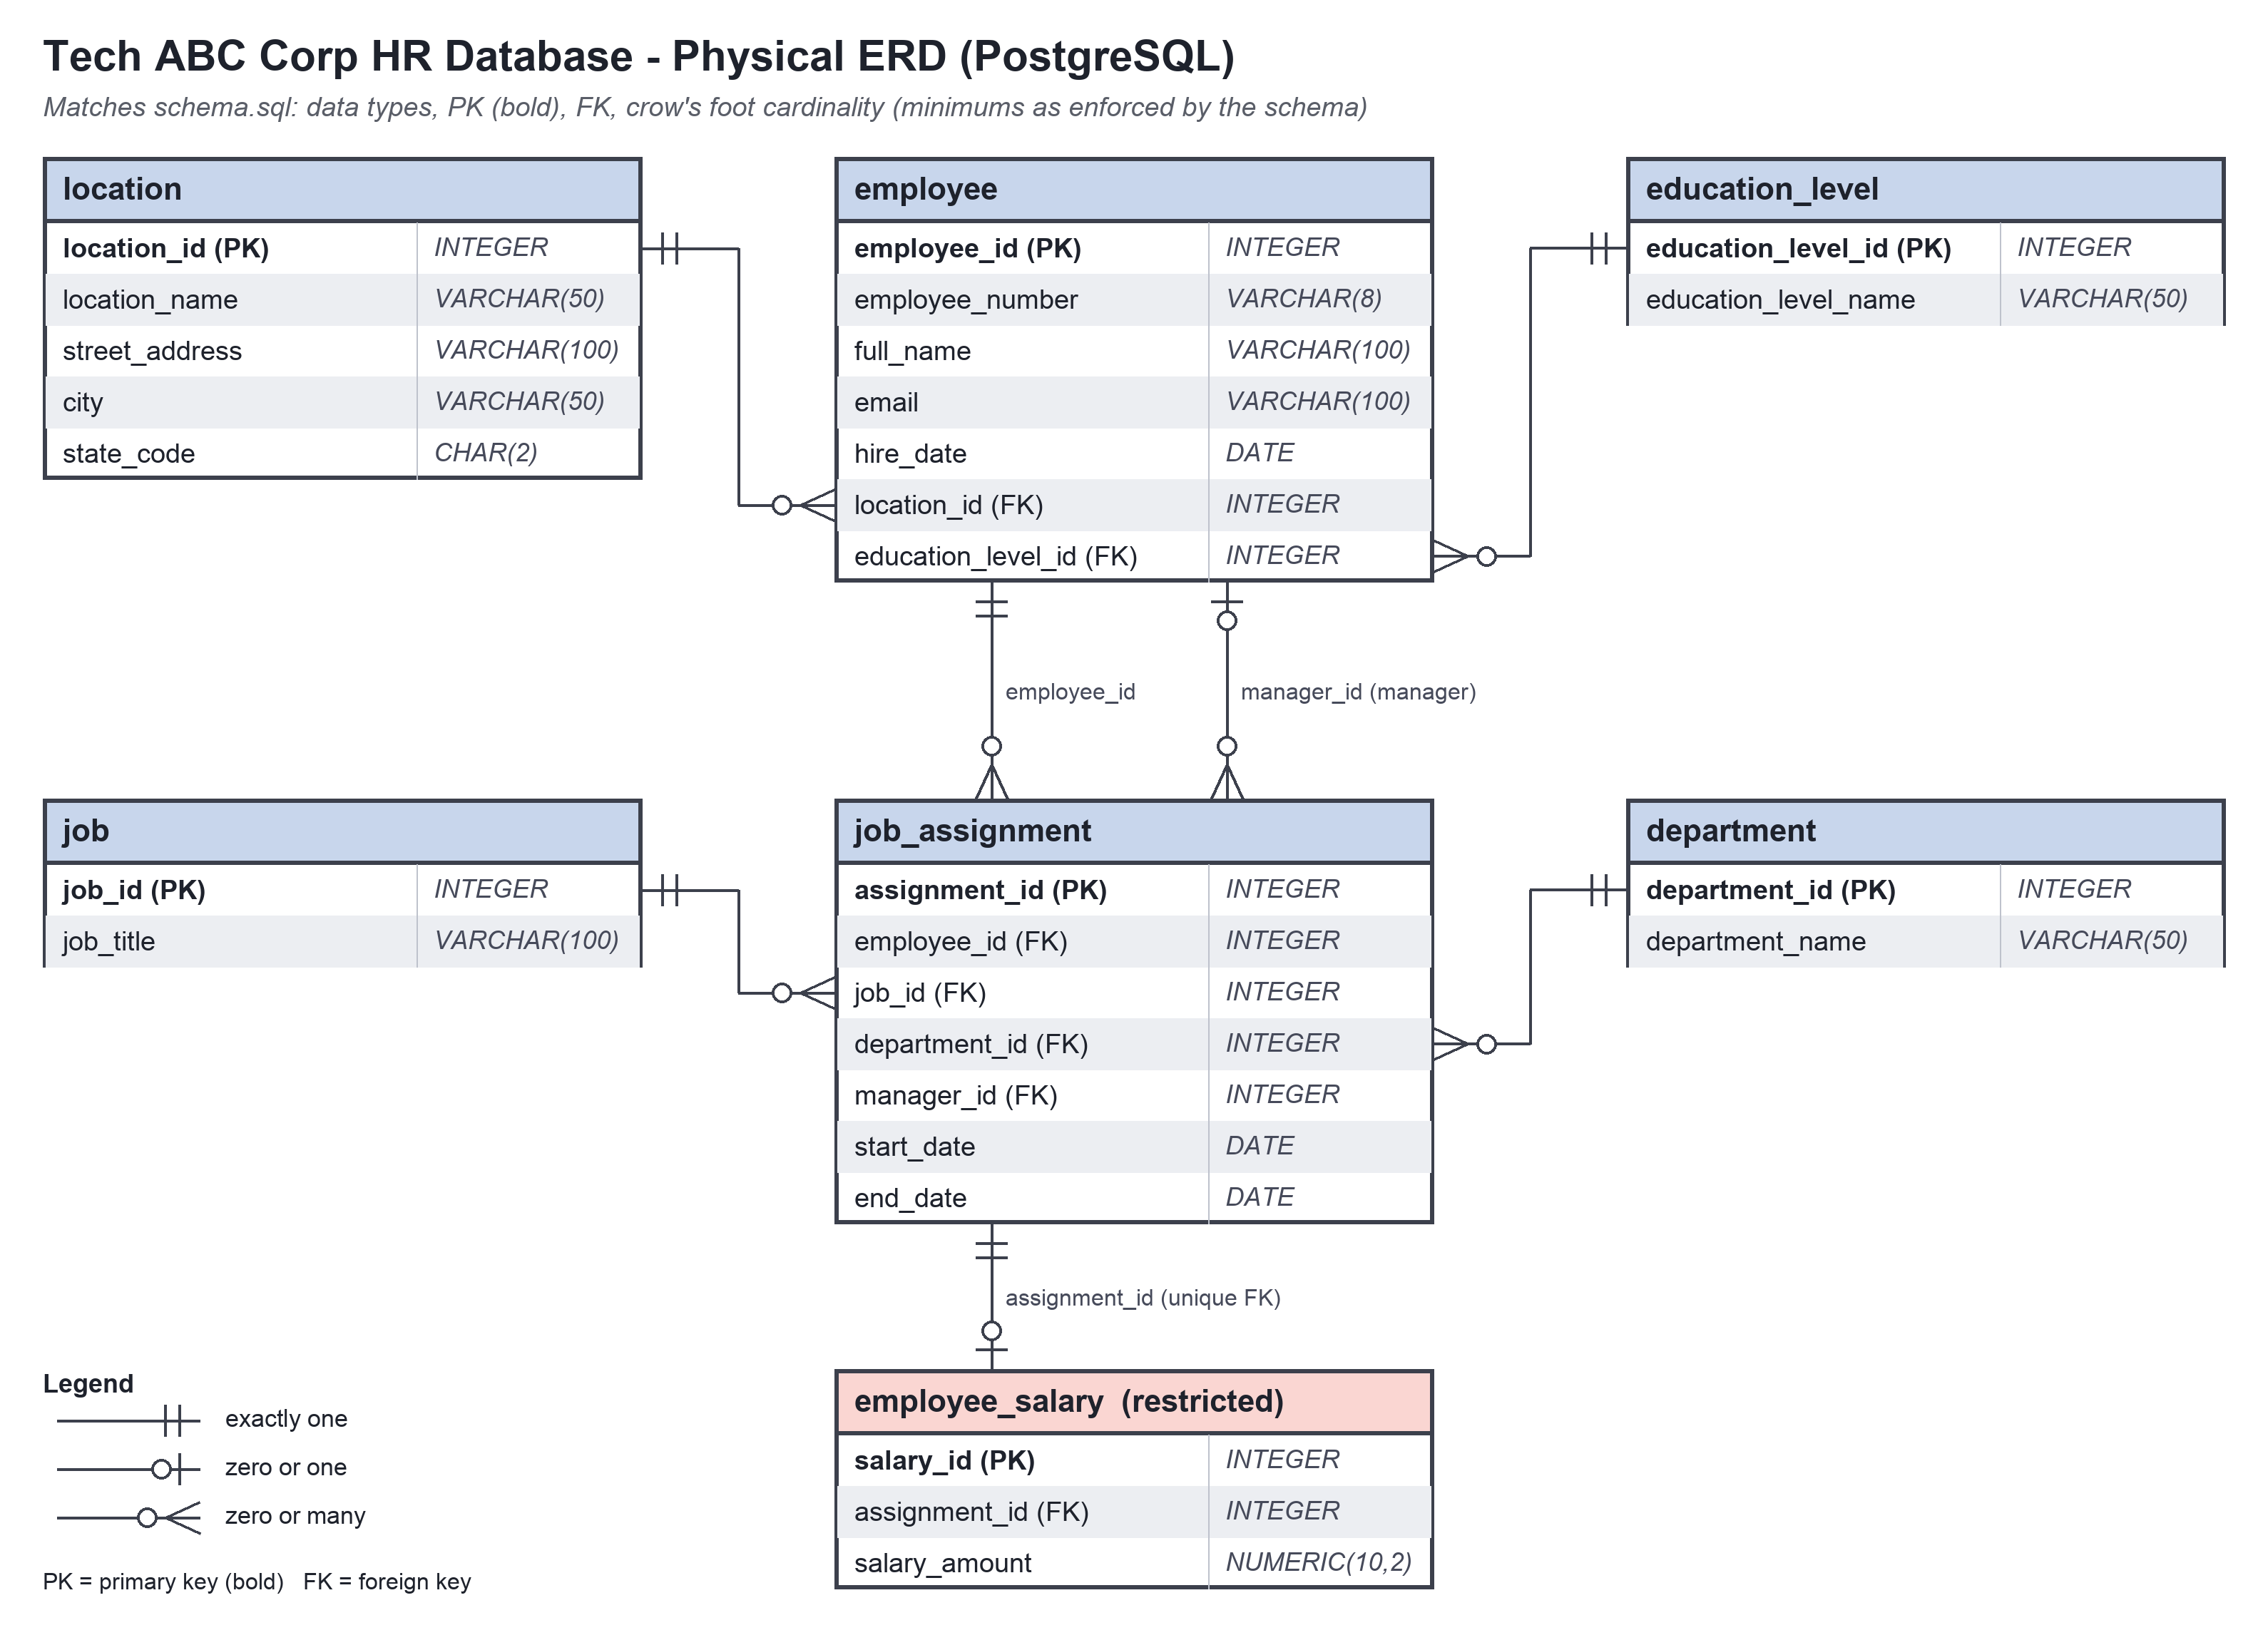 Tech ABC Corp HR Database - Physical ERD (PostgreSQL)
Matches schema.sql: data types, PK (bold), FK, crow's foot cardinality (minimums as enforced by the schema)
location
location_id (PK) INTEGER
location_name VARCHAR(50)
street_address VARCHAR(100)
city VARCHAR(50)
state_code CHAR(2)
employee
employee_id (PK) INTEGER
employee_number VARCHAR(8)
full_name VARCHAR(100)
email VARCHAR(100)
hire_date DATE
location_id (FK) INTEGER
education_level_id (FK) INTEGER
education_level
education_level_id (PK) INTEGER
education_level_name VARCHAR(50)
employee_id
manager_id (manager)
job
job_id (PK) INTEGER
job_title VARCHAR(100)
job_assignment
assignment_id (PK) INTEGER
employee_id (FK) INTEGER
job_id (FK) INTEGER
department_id (FK) INTEGER
manager_id (FK) INTEGER
start_date DATE
end_date DATE
department
department_id (PK) INTEGER
department_name VARCHAR(50)
assignment_id (unique FK)
employee_salary (restricted)
salary_id (PK) INTEGER
assignment_id (FK) INTEGER
salary_amount NUMERIC(10,2)
Legend
exactly one
zero or one
zero or many
PK = primary key (bold) FK = foreign key